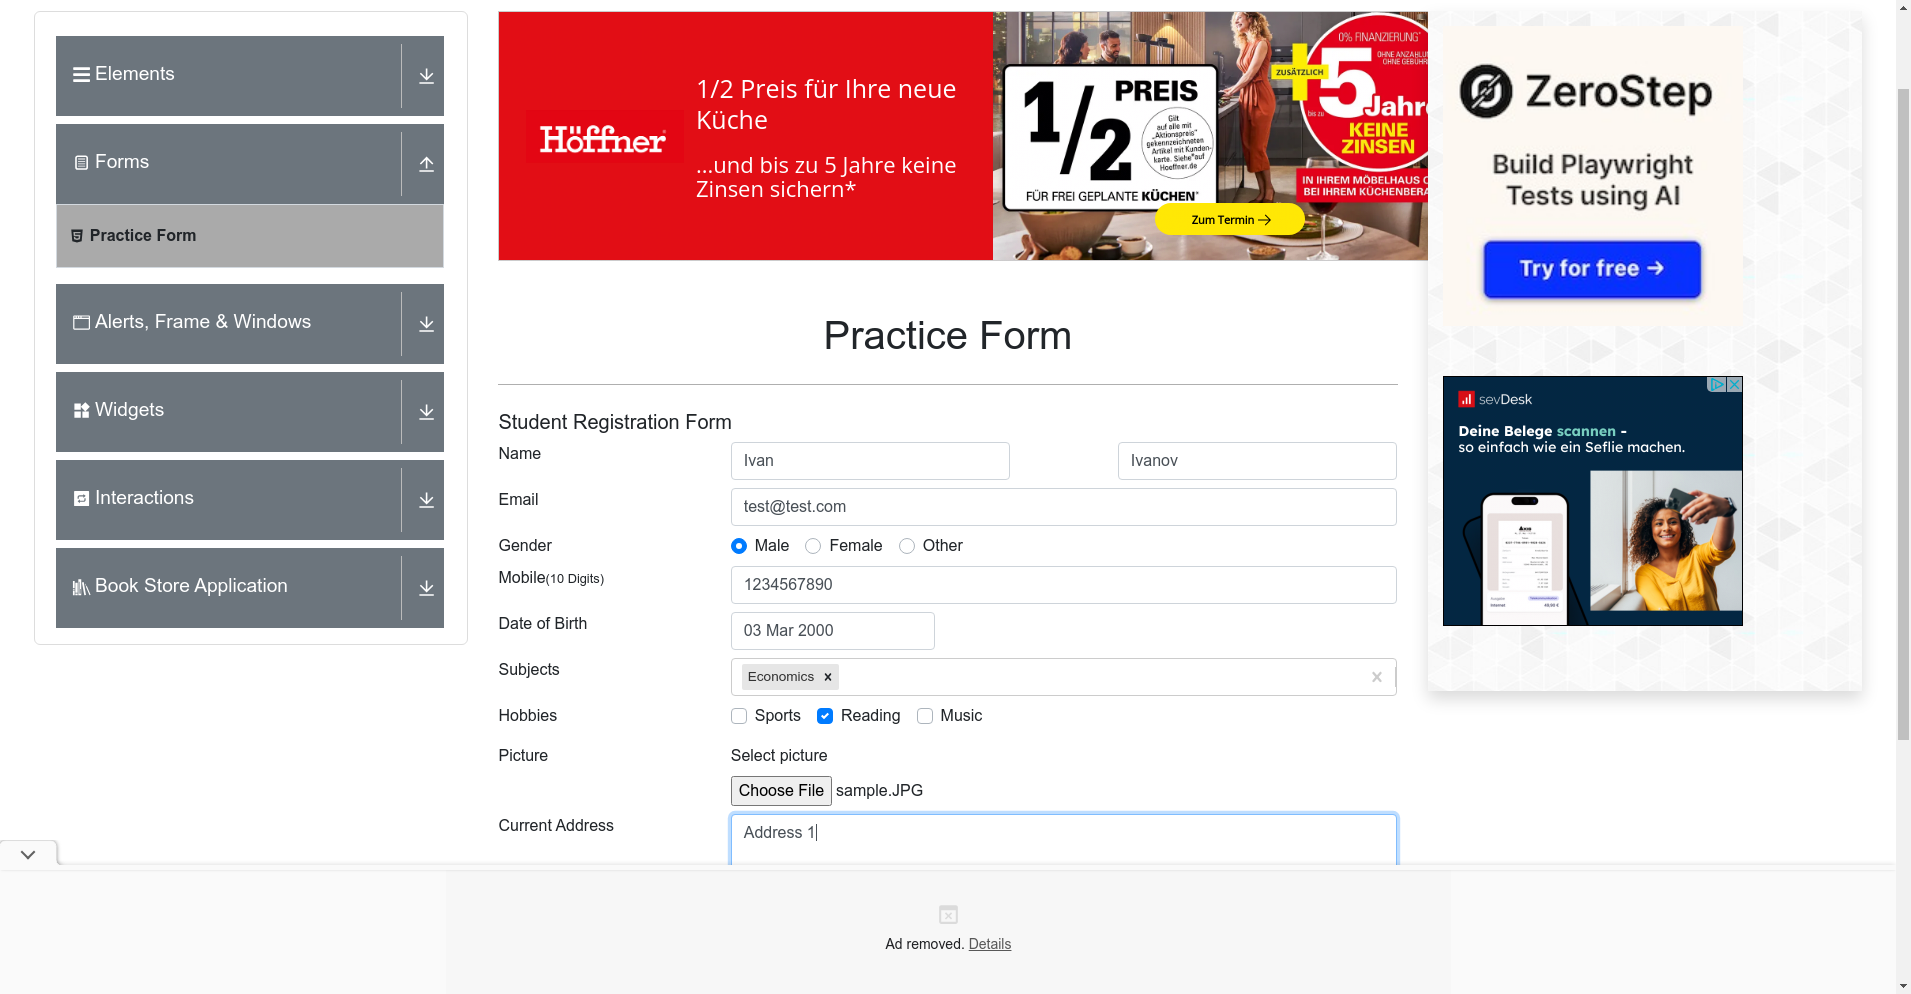 Elements
Forms
Practice Form
Alerts, Frame & Windows
Widgets
Interactions
Book Store Application
Höffner
1/2 Preis für Ihre neue
Küche
...und bis zu 5 Jahre keine
Zinsen sichern*
1/2 PREIS
Gilt
auf alle mit
„Aktionspreis"
gekennzeichneten
Artikel mit Kunden-
karte. Siehe auf
Hoeffner.de
FÜR FREI GEPLANTE KÜCHEN*
ZUSÄTZLICH
0% FINANZIERUNG*
OHNE ANZAHLU
OHNE GEBÜHR
bis zu
5 Jahre
KEINE
ZINSEN
IN IHREM MÖBELHAUS O
BEI IHREM KÜCHENBERA
Zum Termin →
ZeroStep
Build Playwright
Tests using AI
Try for free →
sevDesk
Deine Belege scannen -
so einfach wie ein Seflie machen.
Practice Form
Student Registration Form
Name
Ivan
Ivanov
Email
test@test.com
Gender
Male
Female
Other
Mobile(10 Digits)
1234567890
Date of Birth
03 Mar 2000
Subjects
Economics
Hobbies
Sports
Reading
Music
Picture
Select picture
Choose File sample.JPG
Current Address
Address 1
Ad removed. Details